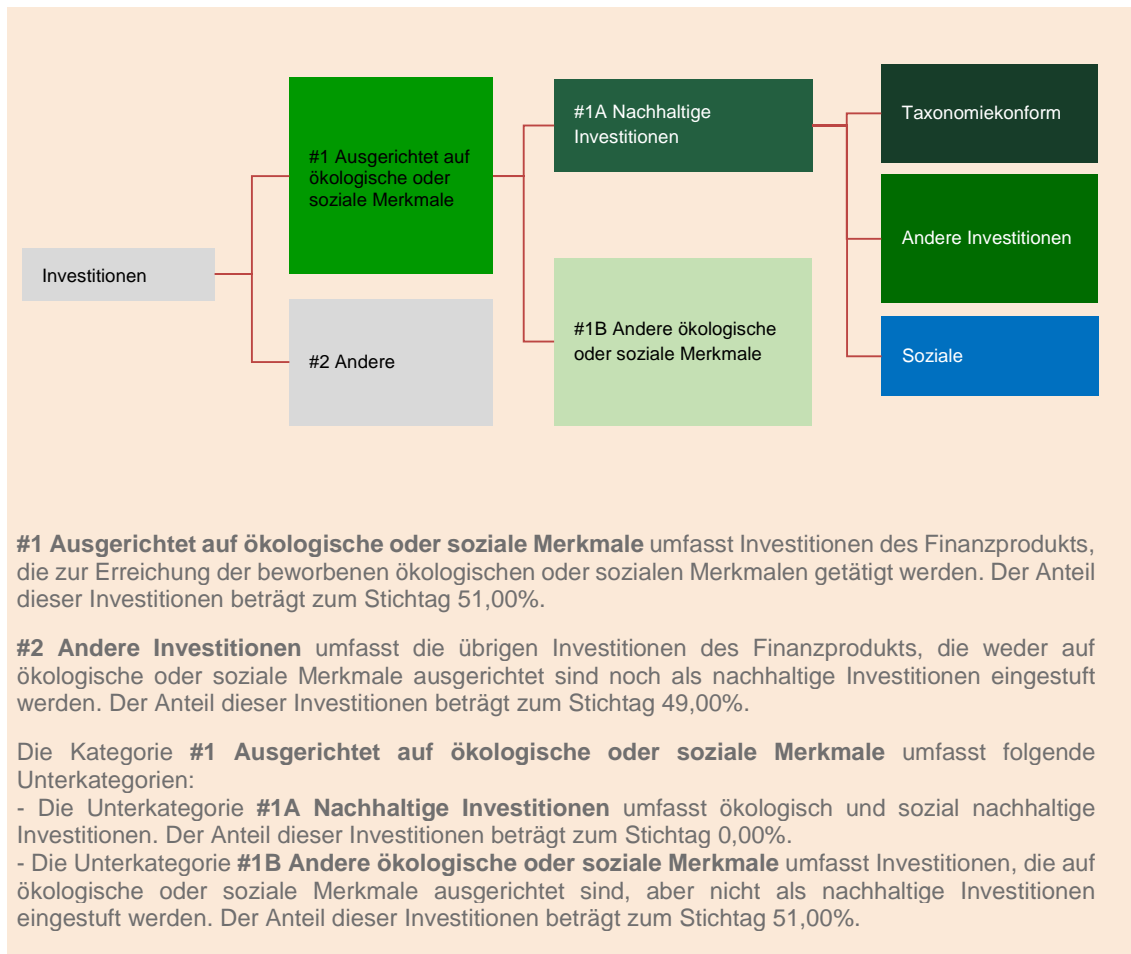 #1A Nachhaltige
Investitionen
Taxonomiekonform
#1 Ausgerichtet auf
ökologische oder
soziale Merkmale
Andere Investitionen
Investitionen
#1B Andere ökologische
oder soziale Merkmale
#2 Andere
Soziale
#1 Ausgerichtet auf ökologische oder soziale Merkmale umfasst Investitionen des Finanzprodukts,
die zur Erreichung der beworbenen ökologischen oder sozialen Merkmalen getätigt werden. Der Anteil
dieser Investitionen beträgt zum Stichtag 51,00%.
#2 Andere Investitionen umfasst die übrigen Investitionen des Finanzprodukts, die weder auf
ökologische oder soziale Merkmale ausgerichtet sind noch als nachhaltige Investitionen eingestuft
werden. Der Anteil dieser Investitionen beträgt zum Stichtag 49,00%.
Die Kategorie #1 Ausgerichtet auf ökologische oder soziale Merkmale umfasst folgende
Unterkategorien:
- Die Unterkategorie #1A Nachhaltige Investitionen umfasst ökologisch und sozial nachhaltige
Investitionen. Der Anteil dieser Investitionen beträgt zum Stichtag 0,00%.
- Die Unterkategorie #1B Andere ökologische oder soziale Merkmale umfasst Investitionen, die auf
ökologische oder soziale Merkmale ausgerichtet sind, aber nicht als nachhaltige Investitionen
eingestuft werden. Der Anteil dieser Investitionen beträgt zum Stichtag 51,00%.